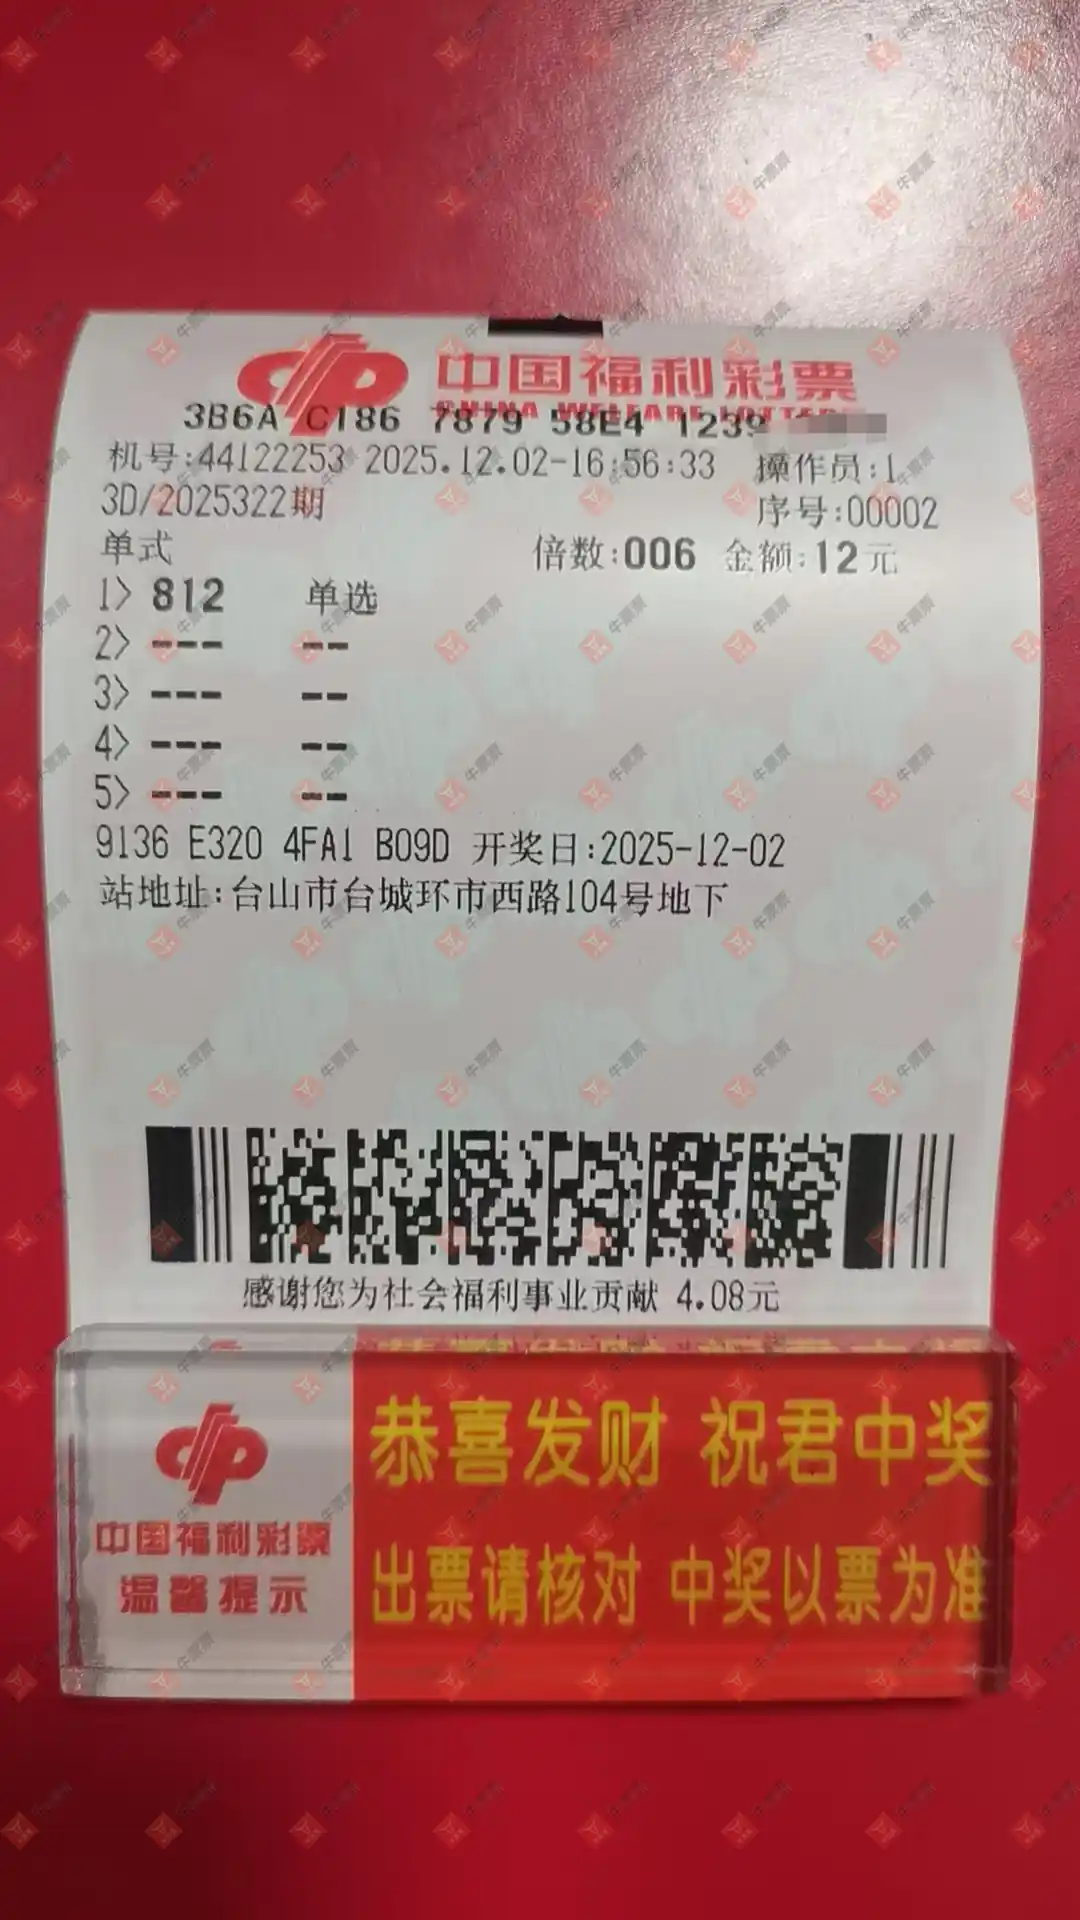 中国福利彩票
CHINA WELFARE LOTTERY
3B6A C186 7879 58E4 1239
机号:44122253 2025.12.02-16:56:33 操作员:1
3D/2025322期 序号:00002
单式 倍数:006 金额:12元
1> 812 单选
2> --- --
3> --- --
4> --- --
5> --- --
9136 E320 4FA1 B09D 开奖日:2025-12-02
站地址:台山市台城环市西路104号地下
感谢您为社会福利事业贡献 4.08元
恭喜发财 祝君中奖
中国福利彩票
温馨提示
出票请核对 中奖以票为准
牛票票